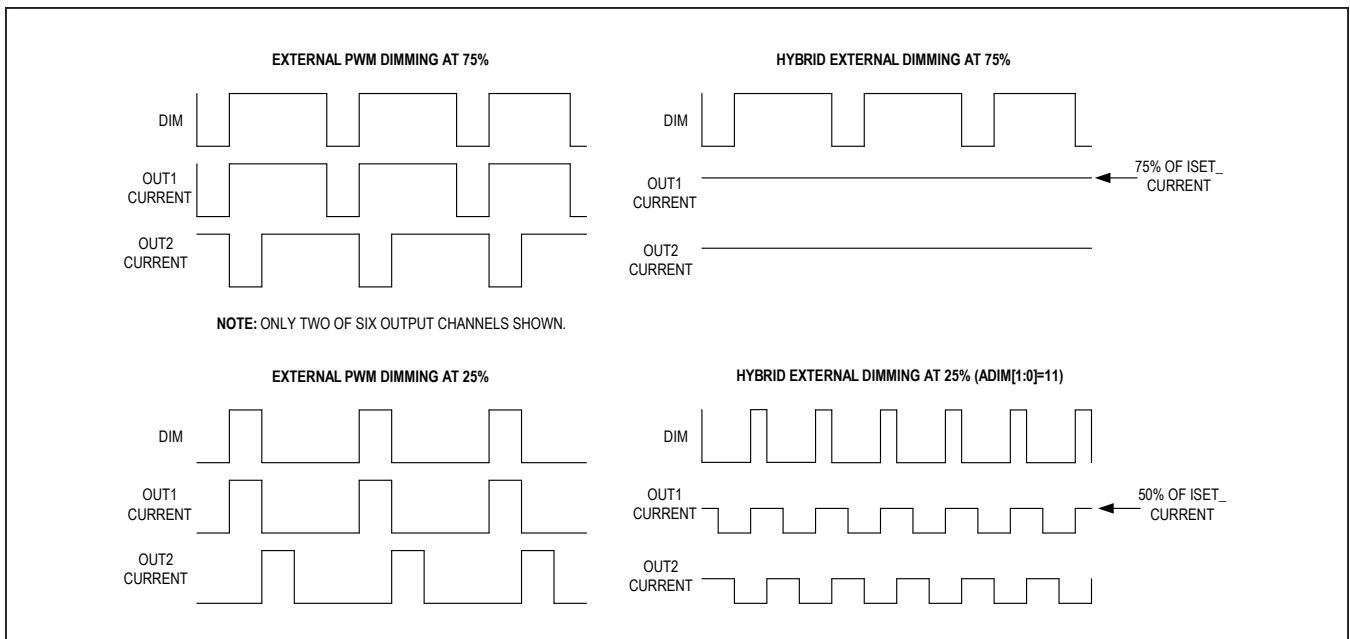 EXTERNAL PWM DIMMING AT 75%
DIM
OUT1
CURRENT
OUT2
CURRENT
NOTE: ONLY TWO OF SIX OUTPUT CHANNELS SHOWN.
HYBRID EXTERNAL DIMMING AT 75%
DIM
OUT1
CURRENT
75% OF ISET_
CURRENT
OUT2
CURRENT
EXTERNAL PWM DIMMING AT 25%
DIM
OUT1
CURRENT
OUT2
CURRENT
HYBRID EXTERNAL DIMMING AT 25% (ADIM[1:0]=11)
DIM
OUT1
CURRENT
50% OF ISET_
CURRENT
OUT2
CURRENT